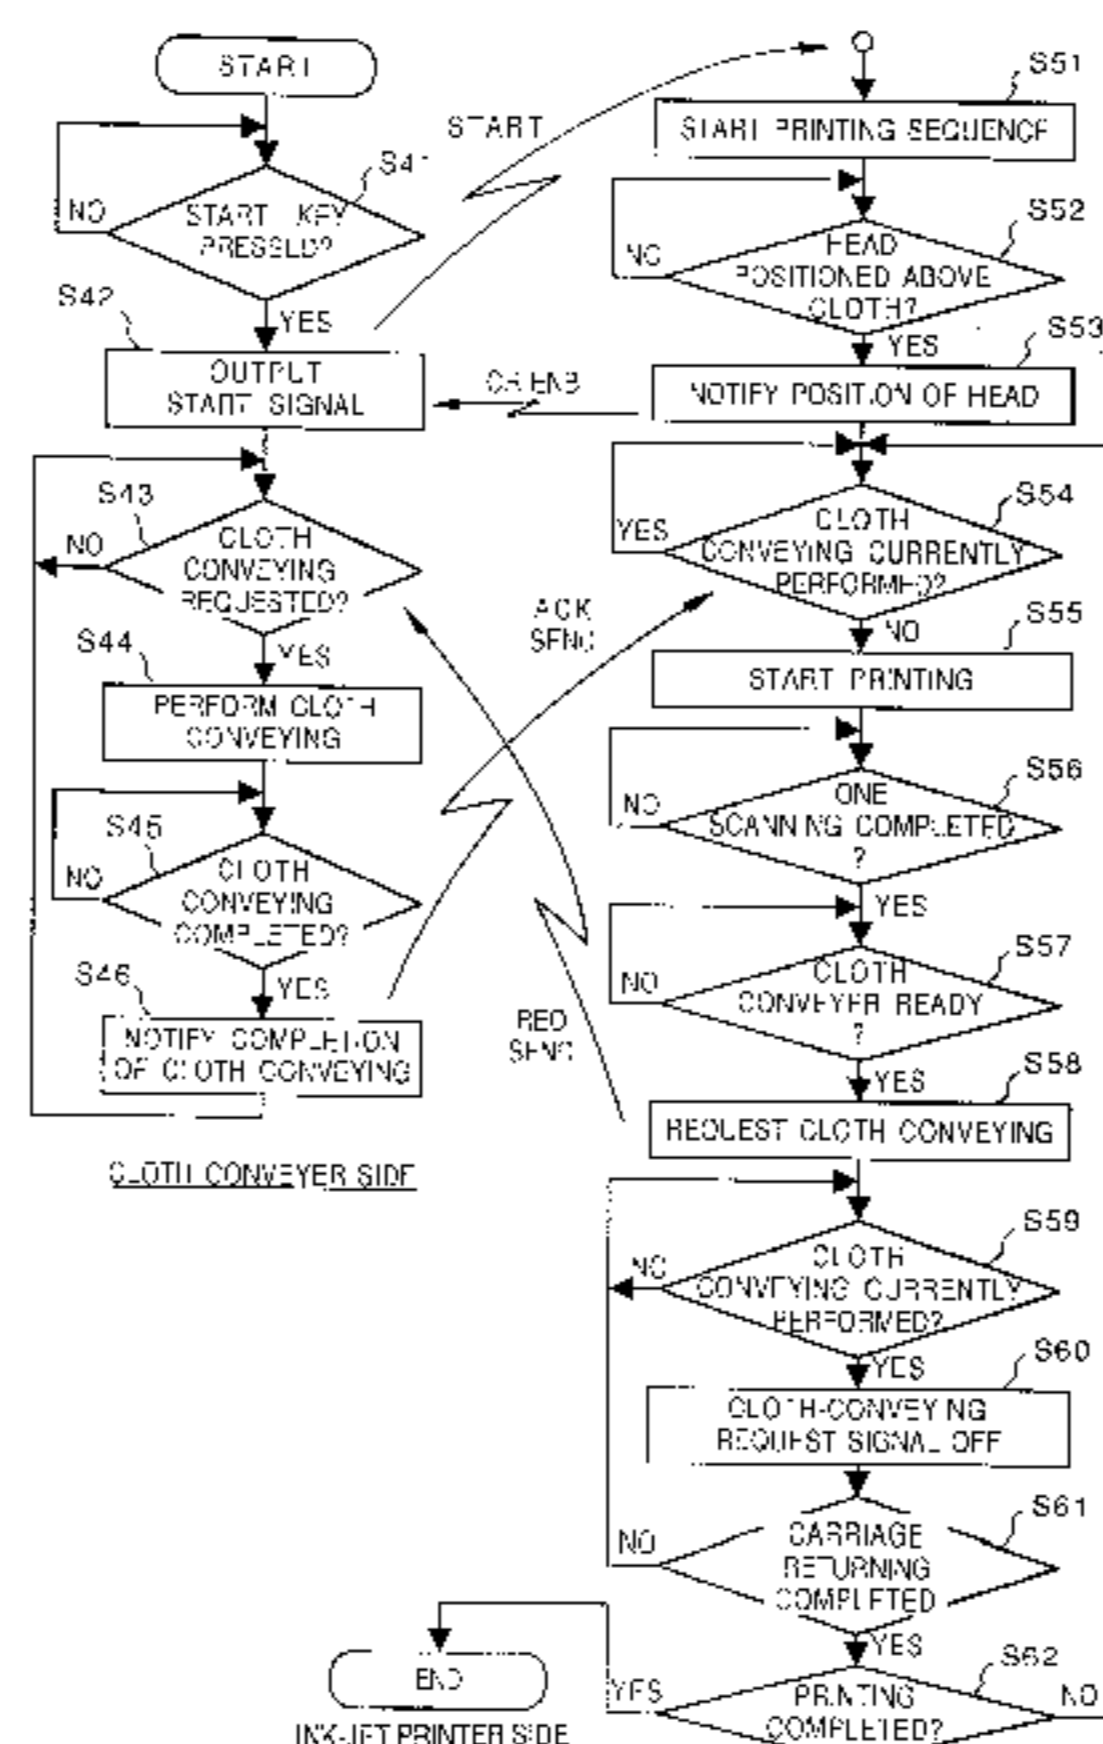 START
NO
S41
START KEY
PRESSED?
YES
S42
OUTPUT
START SIGNAL
S43
NO
CLOTH
CONVEYING
REQUESTED?
YES
S44
PERFORM CLOTH
CONVEYING
S45
NO
CLOTH
CONVEYING
COMPLETED?
YES
S46
NOTIFY COMPLETION
OF CLOTH CONVEYING
CLOTH CONVEYER SIDE
START
ACK
SEND
S51
START PRINTING SEQUENCE
S52
NO
HEAD
POSITIONED ABOVE
CLOTH?
YES
S53
NOTIFY POSITION OF HEAD
S54
YES
CLOTH
CONVEYING CURRENTLY
PERFORMED?
NO
S55
START PRINTING
S56
NO
ONE
SCANNING COMPLETED
?
YES
S57
NO
CLOTH
CONVEYER READY
?
YES
S58
REQUEST CLOTH CONVEYING
S59
NO
CLOTH
CONVEYING CURRENTLY
PERFORMED?
YES
S60
CLOTH-CONVEYING
REQUEST SIGNAL OFF
S61
NO
CARRIAGE
RETURNING
COMPLETED
YES
S62
YES
PRINTING
COMPLETED?
NO
END
INK-JET PRINTER SIDE